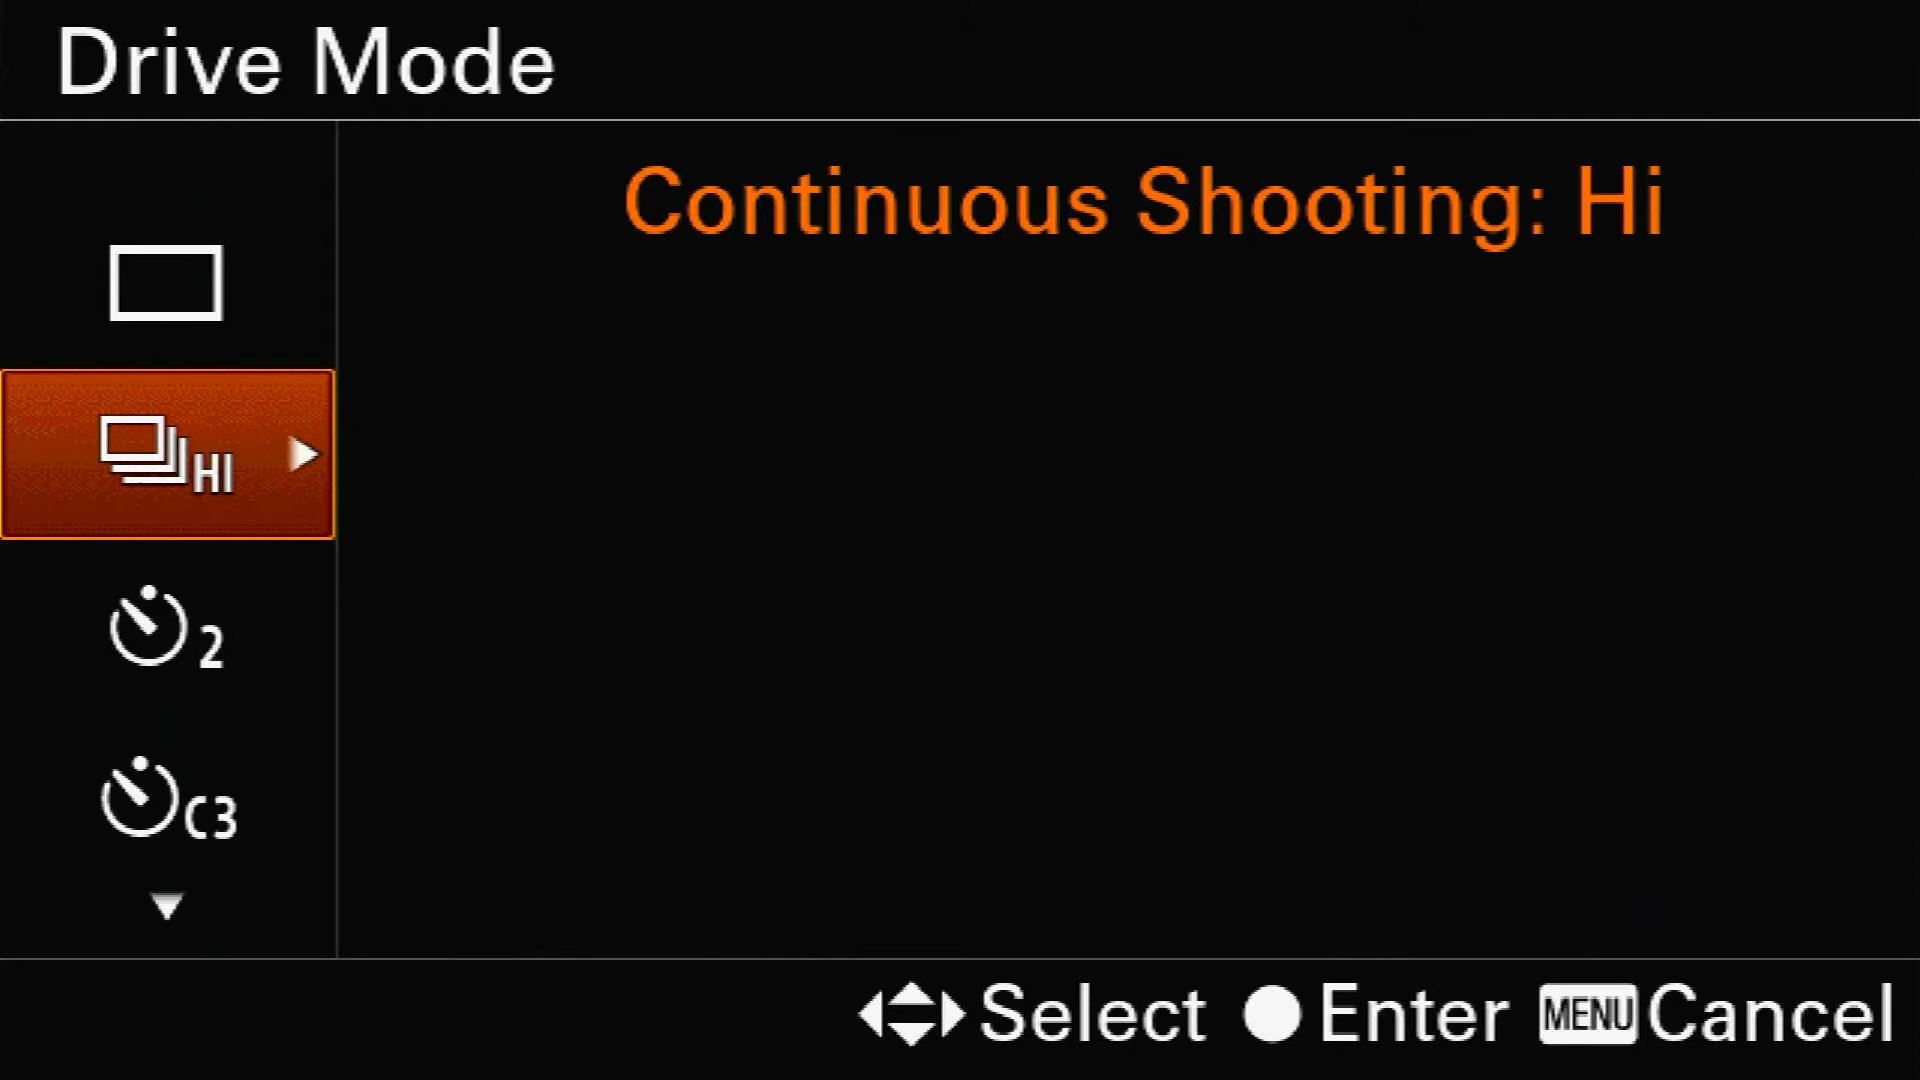 Drive Mode
Continuous Shooting: Hi
HI
2
C3
Select Enter MENU Cancel